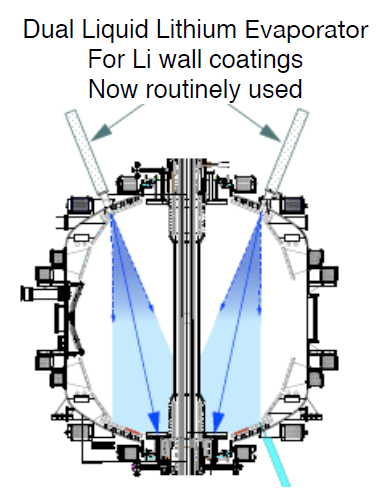 Dual Liquid Lithium Evaporator
For Li wall coatings
Now routinely used